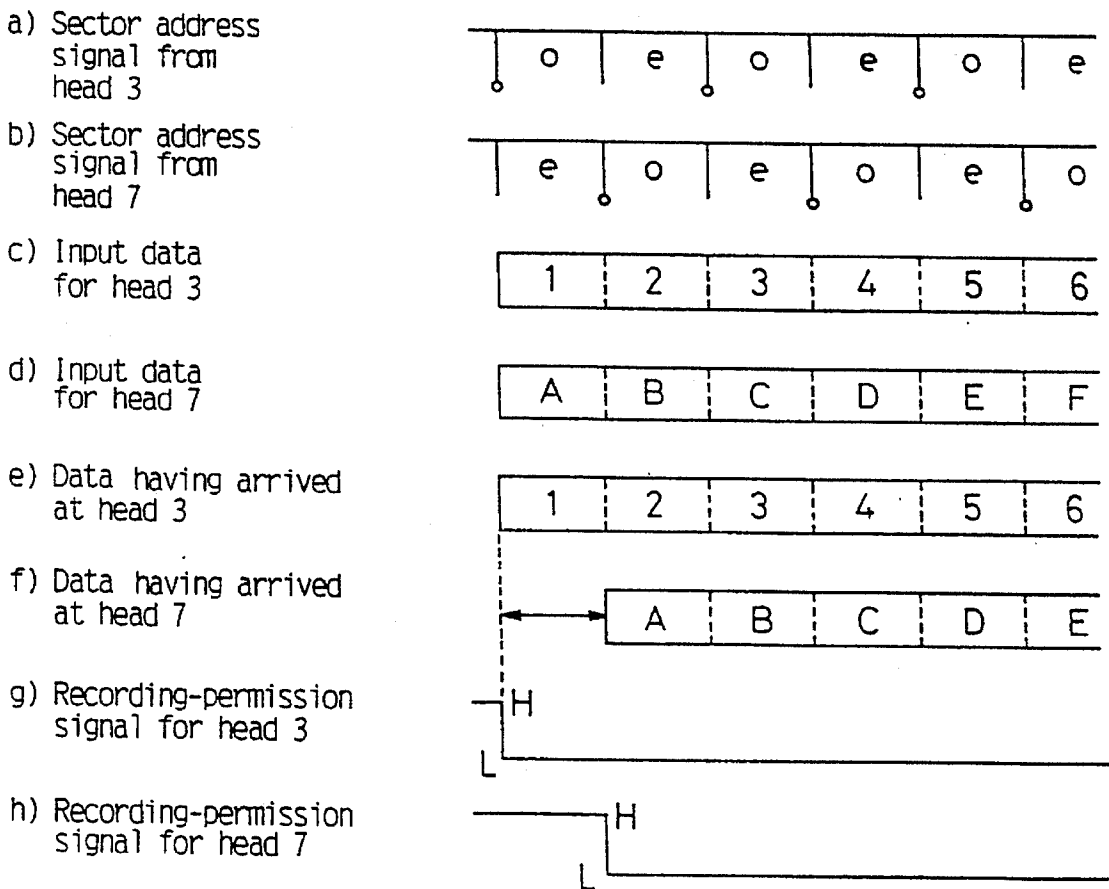 a) Sector address
signal from
head 3
o e o e o e
b) Sector address
signal from
head 7
e o e o e o
c) Input data
for head 3
1 2 3 4 5 6
d) Input data
for head 7
A B C D E F
e) Data having arrived
at head 3
1 2 3 4 5 6
f) Data having arrived
at head 7
A B C D E
g) Recording-permission
signal for head 3
H
L
h) Recording-permission
signal for head 7
H
L